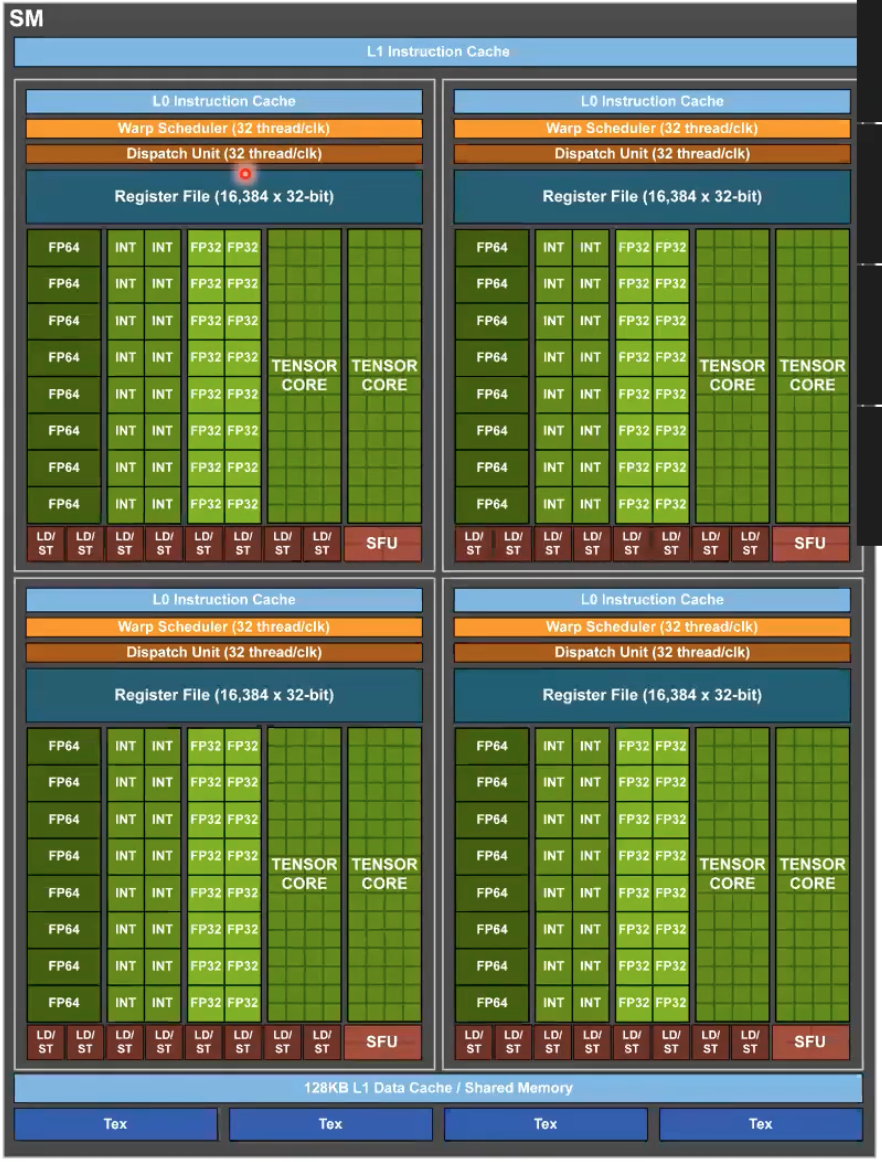 SM
L1 Instruction Cache
L0 Instruction Cache
Warp Scheduler (32 thread/clk)
Dispatch Unit (32 thread/clk)
Register File (16,384 x 32-bit)
FP64 INT INT FP32 FP32
FP64 INT INT FP32 FP32
FP64 INT INT FP32 FP32
FP64 INT INT FP32 FP32
TENSOR CORE TENSOR CORE
FP64 INT INT FP32 FP32
FP64 INT INT FP32 FP32
FP64 INT INT FP32 FP32
FP64 INT INT FP32 FP32
LD/ST LD/ST LD/ST LD/ST LD/ST LD/ST LD/ST LD/ST SFU
L0 Instruction Cache
Warp Scheduler (32 thread/clk)
Dispatch Unit (32 thread/clk)
Register File (16,384 x 32-bit)
FP64 INT INT FP32 FP32
FP64 INT INT FP32 FP32
FP64 INT INT FP32 FP32
FP64 INT INT FP32 FP32
TENSOR CORE TENSOR CORE
FP64 INT INT FP32 FP32
FP64 INT INT FP32 FP32
FP64 INT INT FP32 FP32
FP64 INT INT FP32 FP32
LD/ST LD/ST LD/ST LD/ST LD/ST LD/ST LD/ST LD/ST SFU
L0 Instruction Cache
Warp Scheduler (32 thread/clk)
Dispatch Unit (32 thread/clk)
Register File (16,384 x 32-bit)
FP64 INT INT FP32 FP32
FP64 INT INT FP32 FP32
FP64 INT INT FP32 FP32
FP64 INT INT FP32 FP32
TENSOR CORE TENSOR CORE
FP64 INT INT FP32 FP32
FP64 INT INT FP32 FP32
FP64 INT INT FP32 FP32
FP64 INT INT FP32 FP32
LD/ST LD/ST LD/ST LD/ST LD/ST LD/ST LD/ST LD/ST SFU
L0 Instruction Cache
Warp Scheduler (32 thread/clk)
Dispatch Unit (32 thread/clk)
Register File (16,384 x 32-bit)
FP64 INT INT FP32 FP32
FP64 INT INT FP32 FP32
FP64 INT INT FP32 FP32
FP64 INT INT FP32 FP32
TENSOR CORE TENSOR CORE
FP64 INT INT FP32 FP32
FP64 INT INT FP32 FP32
FP64 INT INT FP32 FP32
FP64 INT INT FP32 FP32
LD/ST LD/ST LD/ST LD/ST LD/ST LD/ST LD/ST LD/ST SFU
128KB L1 Data Cache / Shared Memory
Tex Tex Tex Tex